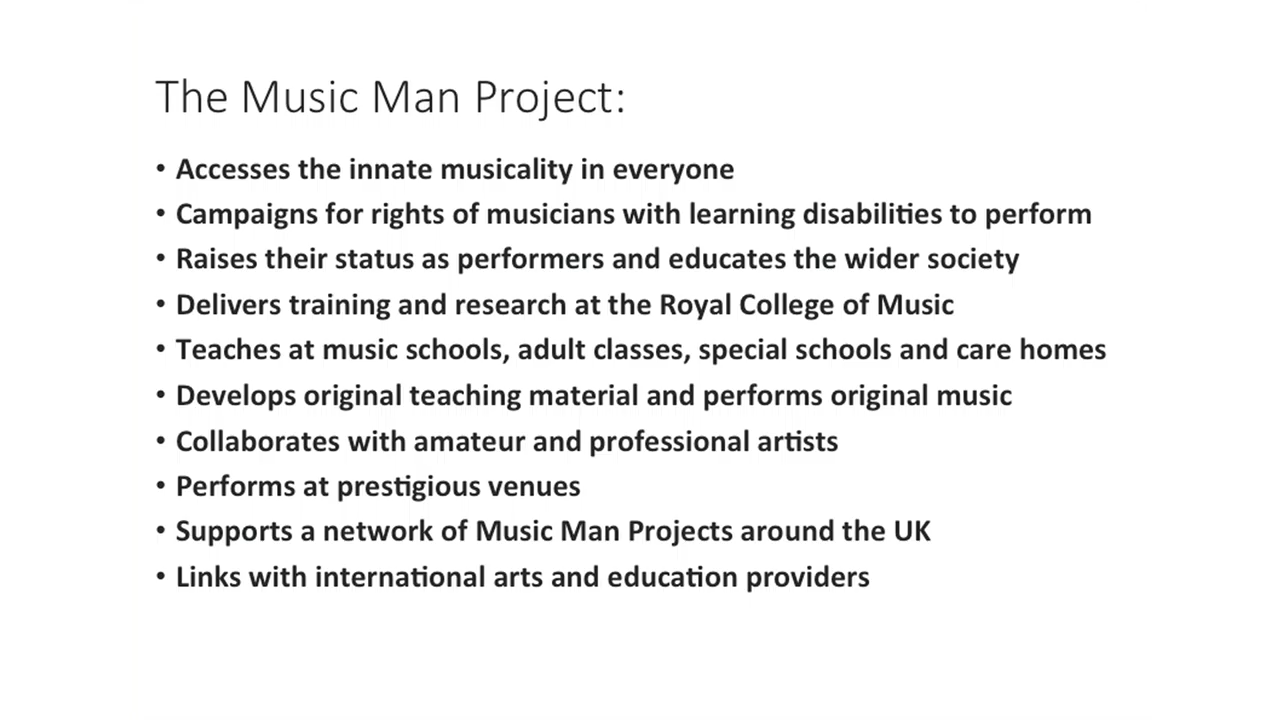 The Music Man Project:
• Accesses the innate musicality in everyone
• Campaigns for rights of musicians with learning disabilities to perform
• Raises their status as performers and educates the wider society
• Delivers training and research at the Royal College of Music
• Teaches at music schools, adult classes, special schools and care homes
• Develops original teaching material and performs original music
• Collaborates with amateur and professional artists
• Performs at prestigious venues
• Supports a network of Music Man Projects around the UK
• Links with international arts and education providers